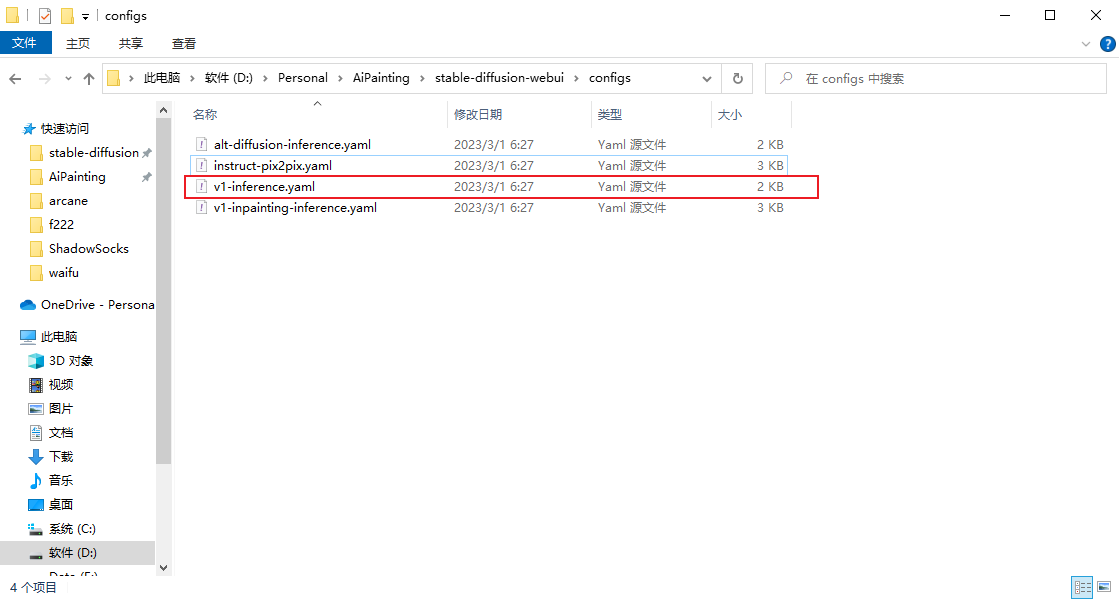 configs
文件 主页 共享 查看
此电脑 软件 (D:) Personal AiPainting stable-diffusion-webui configs 在 configs 中搜索
快速访问
stable-diffusion
AiPainting
arcane
f222
ShadowSocks
waifu
OneDrive - Persona
此电脑
3D 对象
视频
图片
文档
下载
音乐
桌面
系统 (C:)
软件 (D:)
名称 修改日期 类型 大小
alt-diffusion-inference.yaml 2023/3/1 6:27 Yaml 源文件 2 KB
instruct-pix2pix.yaml 2023/3/1 6:27 Yaml 源文件 3 KB
v1-inference.yaml 2023/3/1 6:27 Yaml 源文件 2 KB
v1-inpainting-inference.yaml 2023/3/1 6:27 Yaml 源文件 3 KB
4 个项目